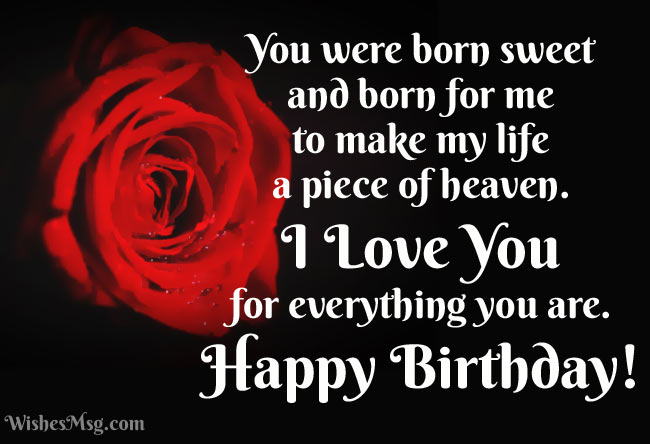 You were born sweet
and born for me
to make my life
a piece of heaven.
I Love You
for everything you are.
Happy Birthday!
WishesMsg.com